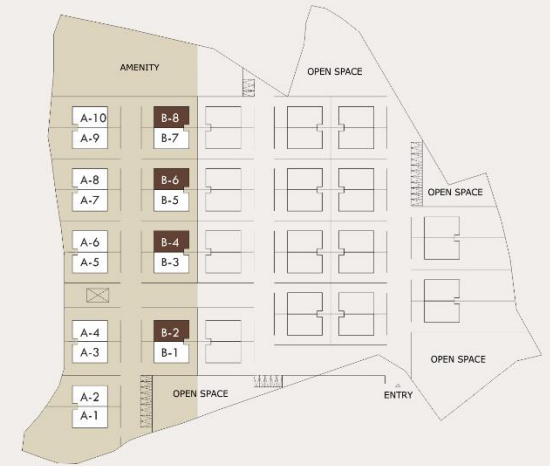 AMENITY
OPEN SPACE
A-10
B-8
A-9
B-7
A-8
B-6
OPEN SPACE
A-7
B-5
A-6
B-4
A-5
B-3
A-4
B-2
A-3
B-1
OPEN SPACE
A-2
OPEN SPACE
ENTRY
A-1